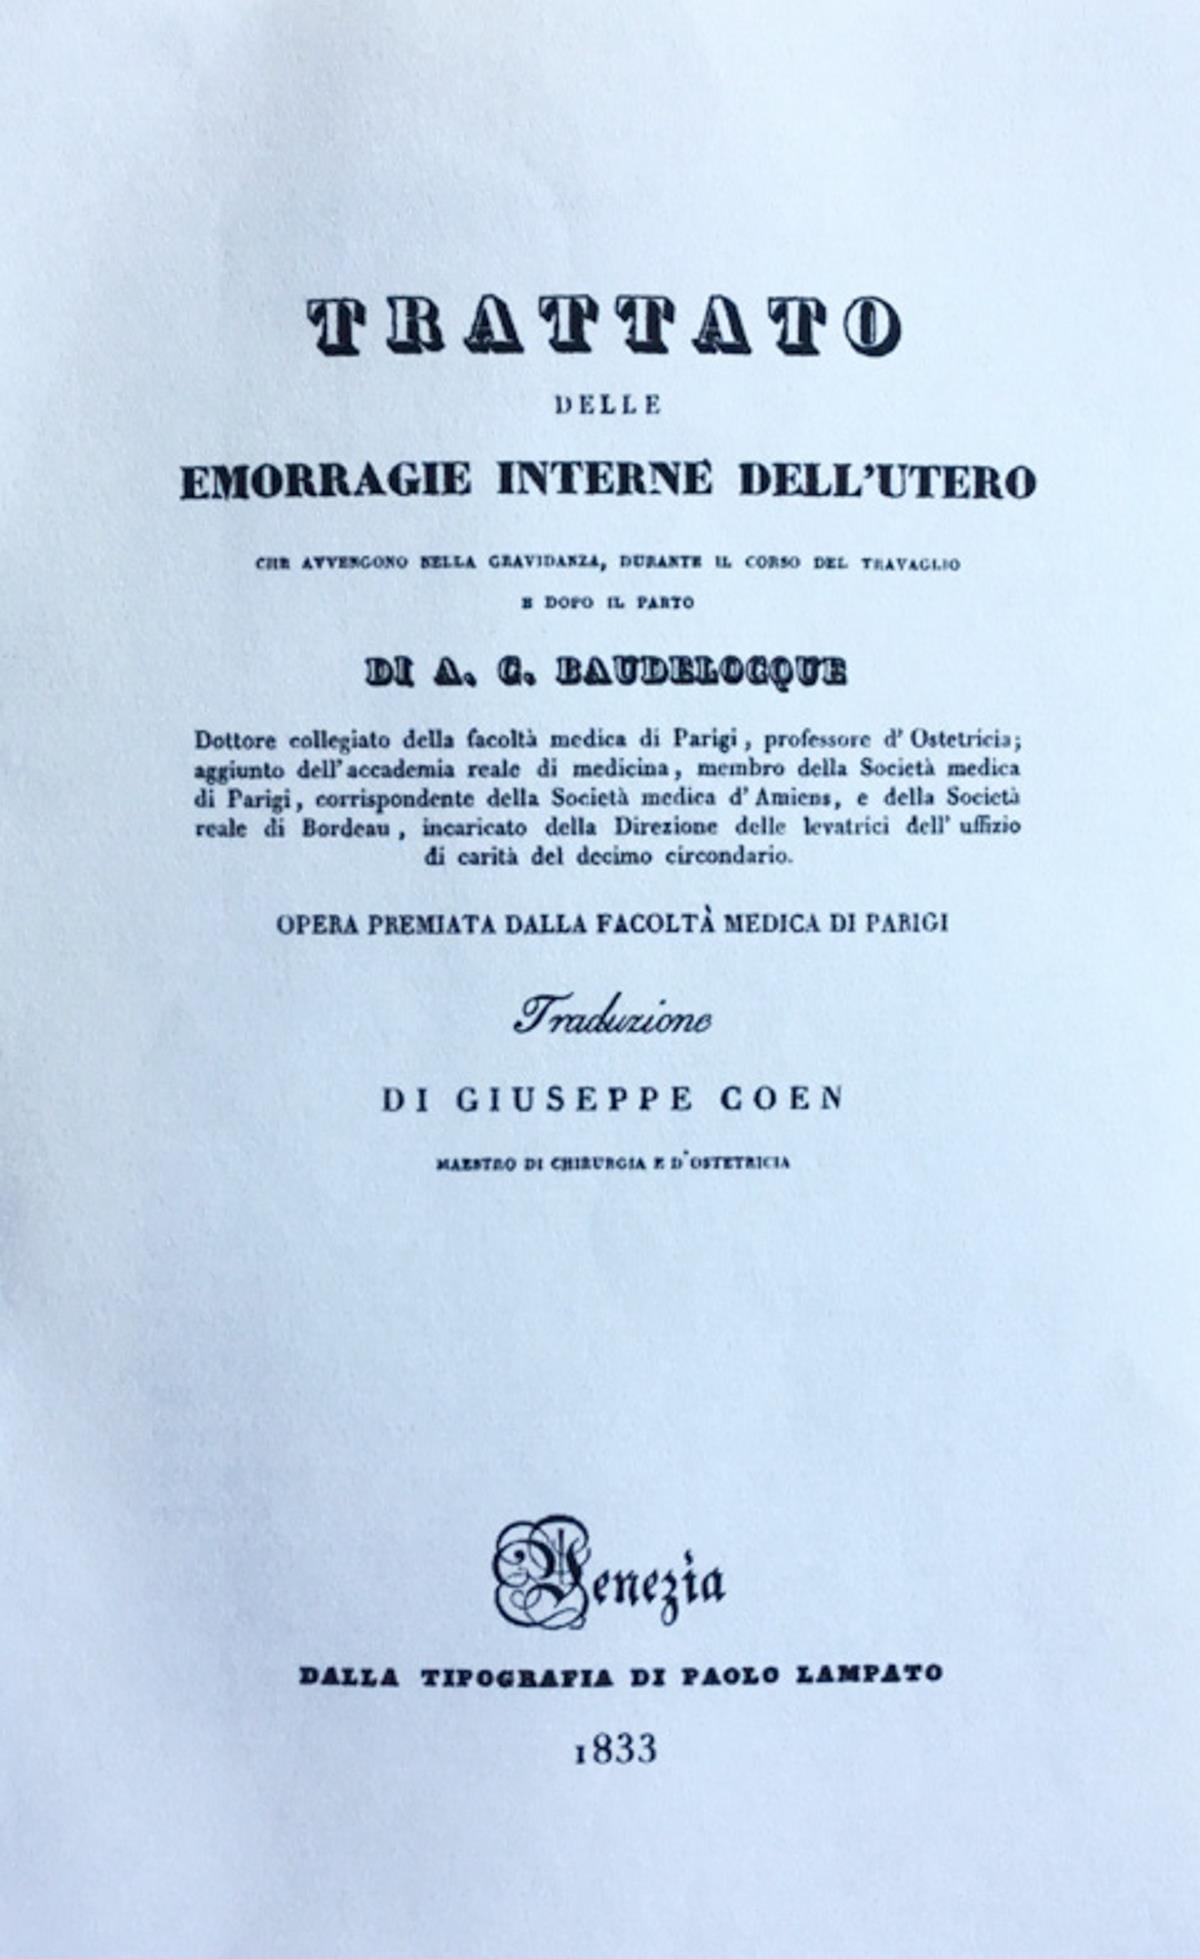 TRATTATO
DELLE
EMORRAGIE INTERNE DELL'UTERO
CHE AVVENGONO NELLA GRAVIDANZA, DURANTE IL CORSO DEL TRAVAGLIO
E DOPO IL PARTO
DI A. C. BAUDELOCQUE
Dottore collegiato della facoltà medica di Parigi, professore d'Ostetricia;
aggiunto dell'accademia reale di medicina, membro della Società medica
di Parigi, corrispondente della Società medica d'Amiens, e della Società
reale di Bordeau, incaricato della Direzione delle levatrici dell'uffizio
di carità del decimo circondario.
OPERA PREMIATA DALLA FACOLTÀ MEDICA DI PARIGI
Traduzione
DI GIUSEPPE COEN
MAESTRO DI CHIRURGIA E D'OSTETRICIA
Venezia
DALLA TIPOGRAFIA DI PAOLO LAMPATO
1833